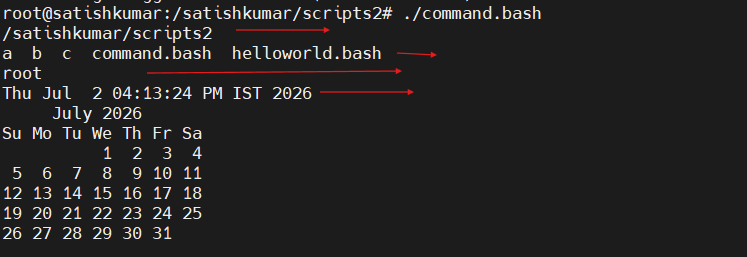 root@satishkumar:/satishkumar/scripts2# ./command.bash
/satishkumar/scripts2
a  b  c  command.bash  helloworld.bash
root
Thu Jul  2 04:13:24 PM IST 2026
     July 2026
Su Mo Tu We Th Fr Sa
          1  2  3  4
 5  6  7  8  9 10 11
12 13 14 15 16 17 18
19 20 21 22 23 24 25
26 27 28 29 30 31